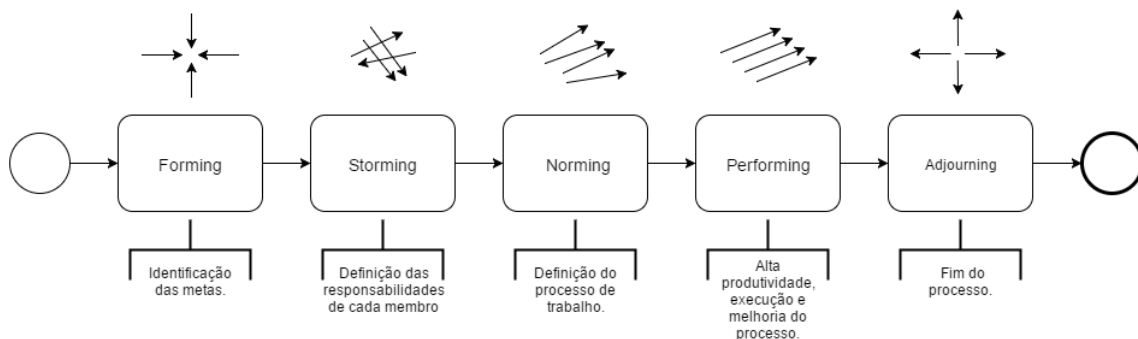 Forming
Storming
Norming
Performing
Adjourning
Identificação
das metas.
Definição das
responsabilidades
de cada membro
Definição do
processo de
trabalho.
Alta
produtividade,
execução e
melhoria do
processo.
Fim do
processo.